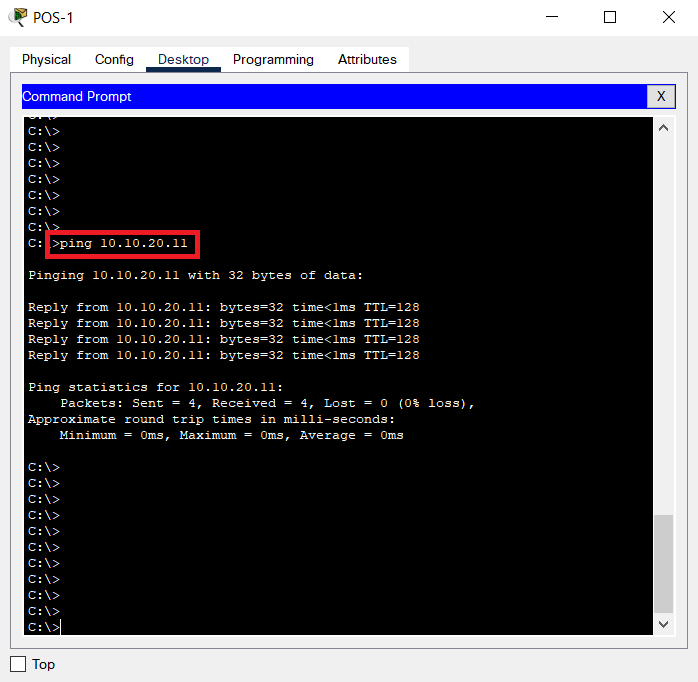 POS-1
Physical Config Desktop Programming Attributes
Command Prompt X
C:\>
C:\>
C:\>
C:\>
C:\>
C:\>
C:\>
C:\>
C:\>ping 10.10.20.11
Pinging 10.10.20.11 with 32 bytes of data:
Reply from 10.10.20.11: bytes=32 time<1ms TTL=128
Reply from 10.10.20.11: bytes=32 time<1ms TTL=128
Reply from 10.10.20.11: bytes=32 time<1ms TTL=128
Reply from 10.10.20.11: bytes=32 time<1ms TTL=128
Ping statistics for 10.10.20.11:
Packets: Sent = 4, Received = 4, Lost = 0 (0% loss),
Approximate round trip times in milli-seconds:
Minimum = 0ms, Maximum = 0ms, Average = 0ms
C:\>
C:\>
C:\>
C:\>
C:\>
C:\>
C:\>
C:\>
C:\>
C:\>
C:\>
Top